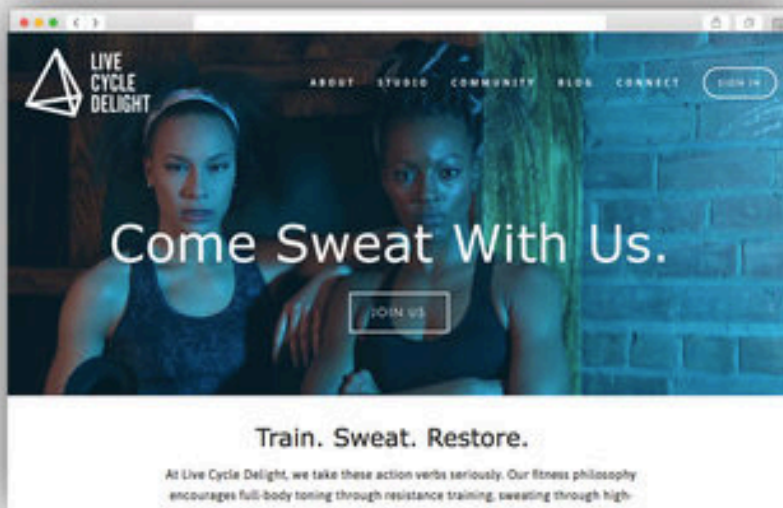 LIVE
CYCLE
DELIGHT
ABOUT STUDIO COMMUNITY BLOG CONNECT SIGN IN
Come Sweat With Us.
JOIN US
Train. Sweat. Restore.
At Live Cycle Delight, we take these action verbs seriously. Our fitness philosophy
encourages full-body toning through resistance training, sweating through high-